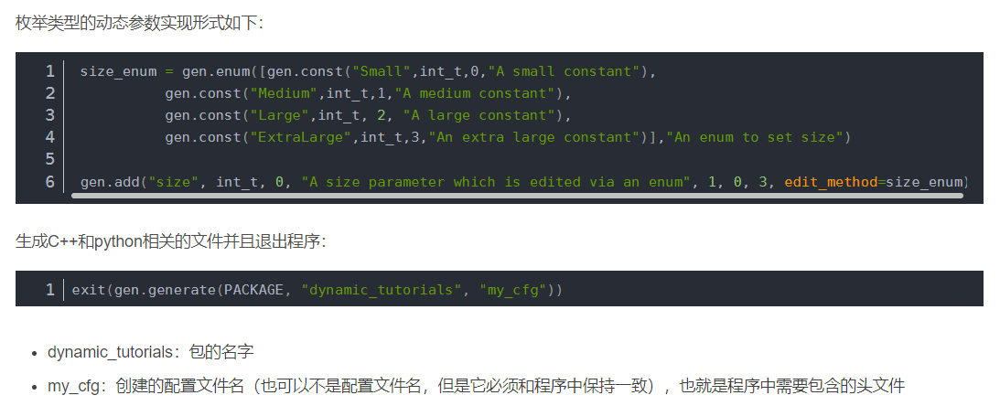 枚举类型的动态参数实现形式如下：
1 size_enum = gen.enum([gen.const("Small",int_t,0,"A small constant"),
2 gen.const("Medium",int_t,1,"A medium constant"),
3 gen.const("Large",int_t, 2, "A large constant"),
4 gen.const("ExtraLarge",int_t,3,"An extra large constant")],"An enum to set size")
5
6 gen.add("size", int_t, 0, "A size parameter which is edited via an enum", 1, 0, 3, edit_method=size_enum)
生成C++和python相关的文件并且退出程序：
1 exit(gen.generate(PACKAGE, "dynamic_tutorials", "my_cfg"))
• dynamic_tutorials：包的名字
• my_cfg：创建的配置文件名（也可以不是配置文件名，但是它必须和程序中保持一致），也就是程序中需要包含的头文件